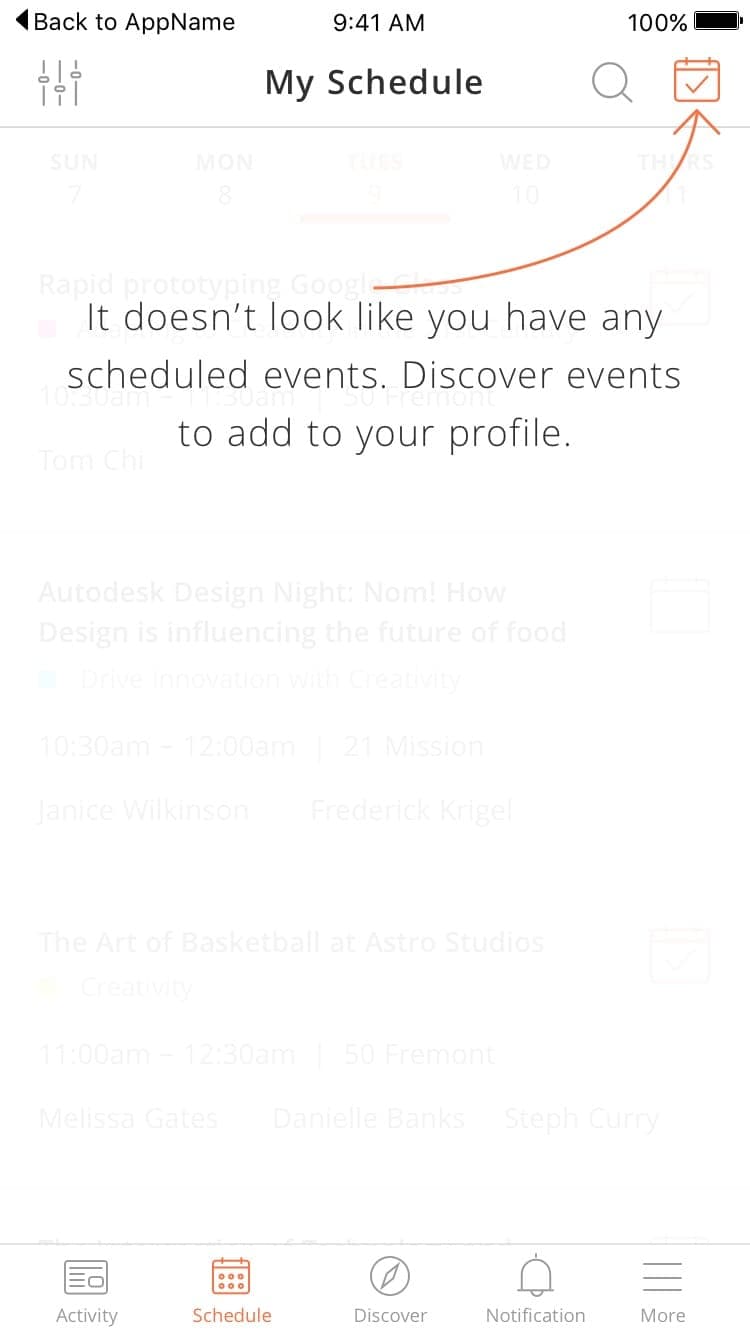 Back to AppName 9:41 AM 100%
My Schedule
SUN MON TUES WED THURS
7 8 9 10 11
Rapid prototyping Google Glass
It doesn’t look like you have any
scheduled events. Discover events
10:30am – 11:30am | 50 Fremont
to add to your profile.
Tom Chi
Autodesk Design Night: Nom! How
Design is influencing the future of food
Drive innovation with Creativity
10:30am – 12:00am | 21 Mission
Janice Wilkinson Frederick Krigel
The Art of Basketball at Astro Studios
Creativity
11:00am – 12:30am | 50 Fremont
Melissa Gates Danielle Banks Steph Curry
Activity Schedule Discover Notification More